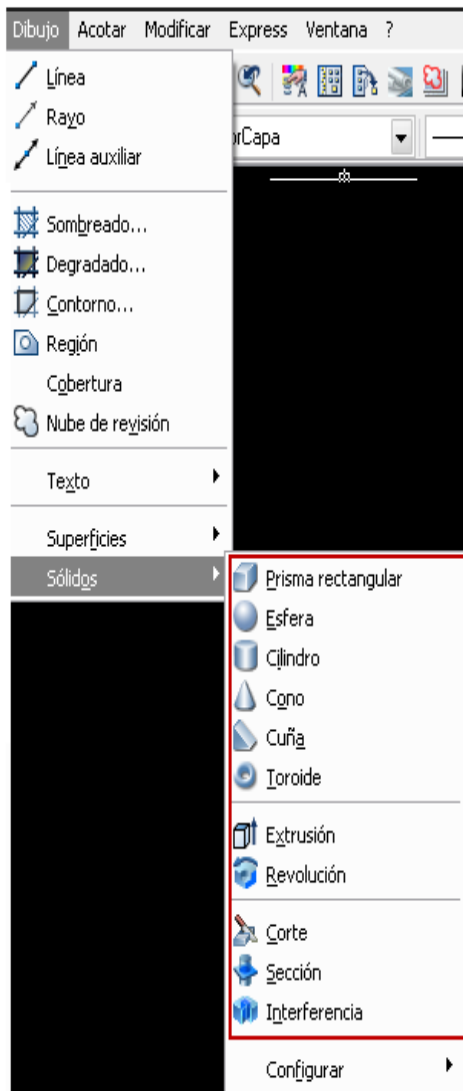 Dibujo Acotar Modificar Express Ventana ?
Línea
Rayo
Línea auxiliar
orCapa
Sombreado...
Degradado...
Contorno...
Región
Cobertura
Nube de revisión
Texto
Superficies
Sólidos
Prisma rectangular
Esfera
Cilindro
Cono
Cuña
Toroide
Extrusión
Revolución
Corte
Sección
Interferencia
Configurar